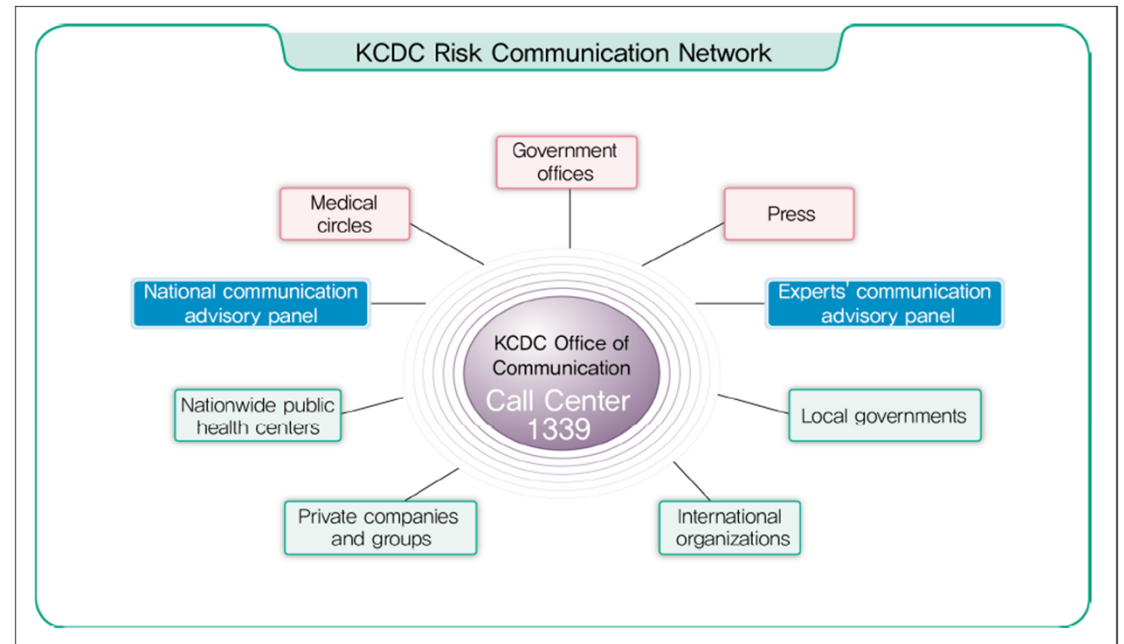 KCDC Risk Communication Network
Government
offices
Medical
circles
Press
National communication
advisory panel
Experts' communication
advisory panel
KCDC Office of
Communication
Call Center
1339
Nationwide public
health centers
Local governments
Private companies
and groups
International
organizations